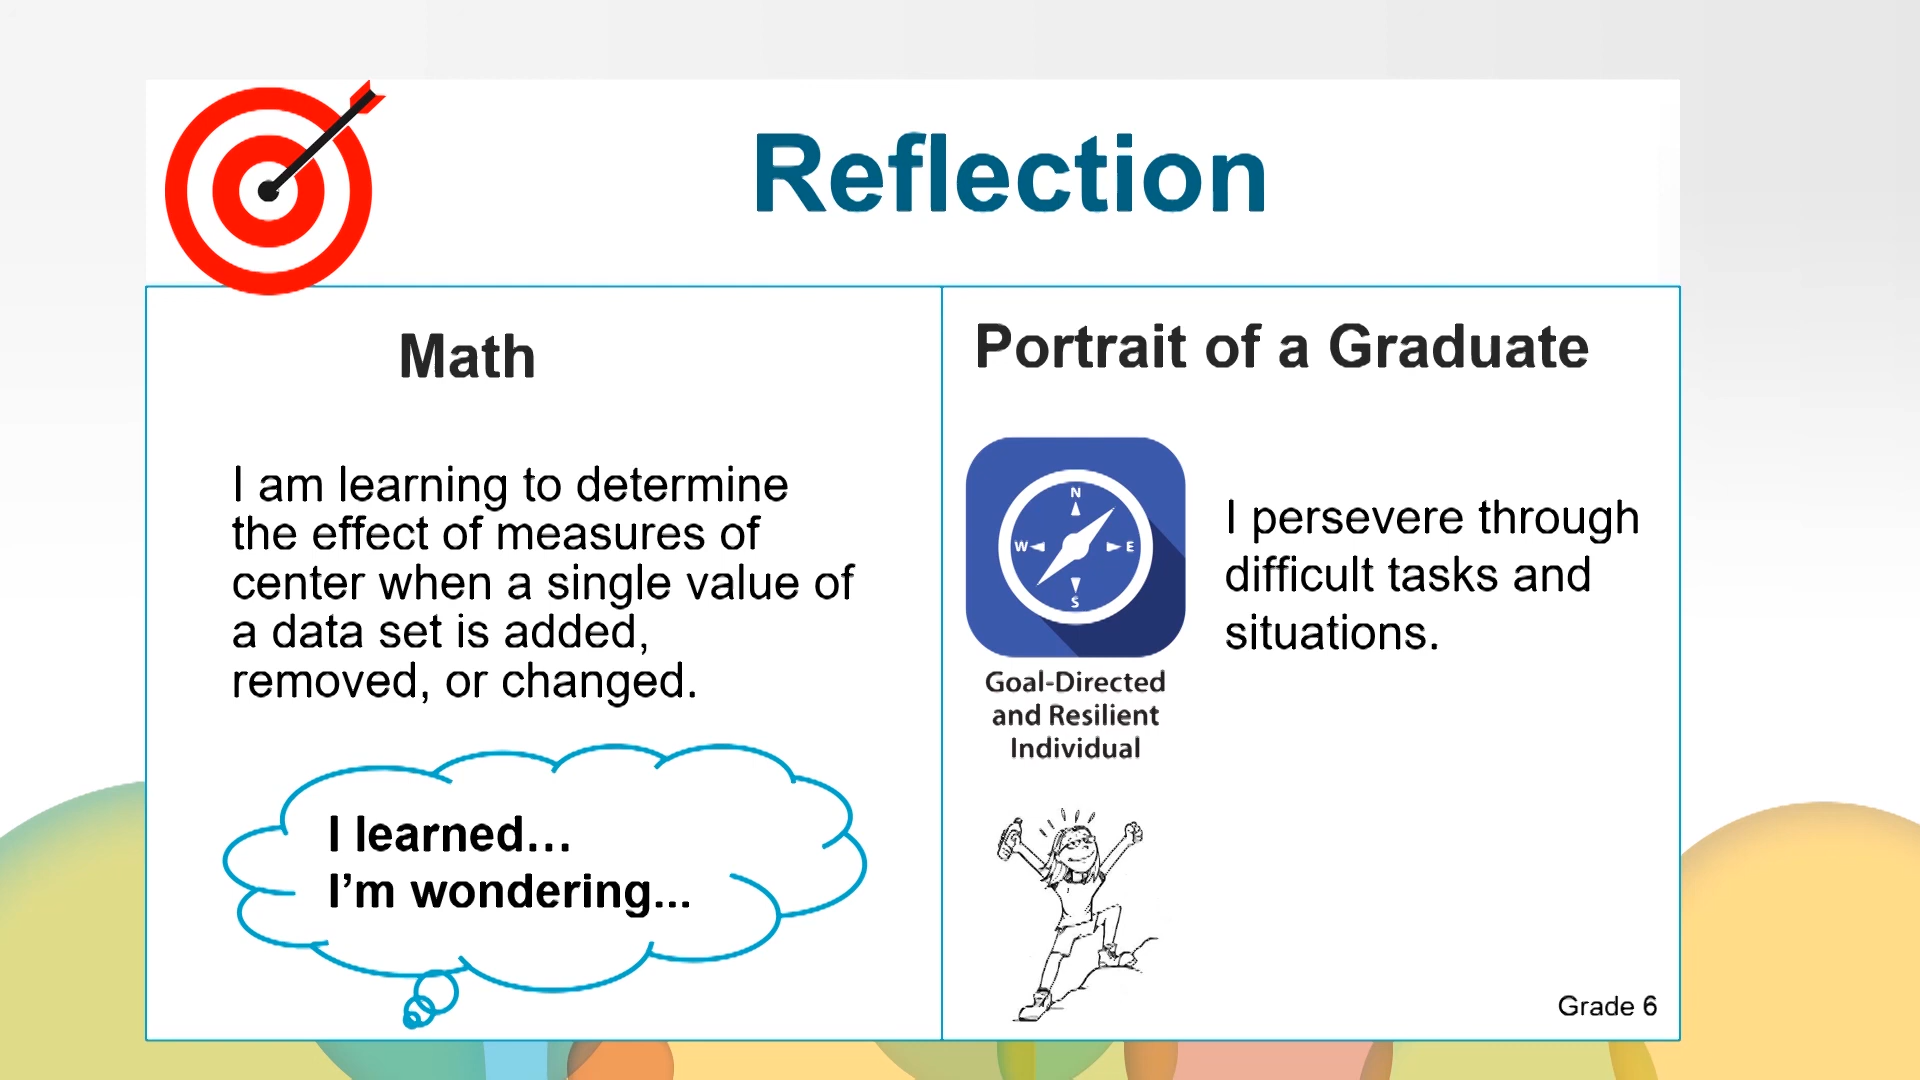 Reflection
Math
I am learning to determine
the effect of measures of
center when a single value of
a data set is added,
removed, or changed.
I learned…
I’m wondering...
Portrait of a Graduate
N
W
E
S
Goal-Directed
and Resilient
Individual
I persevere through
difficult tasks and
situations.
Grade 6